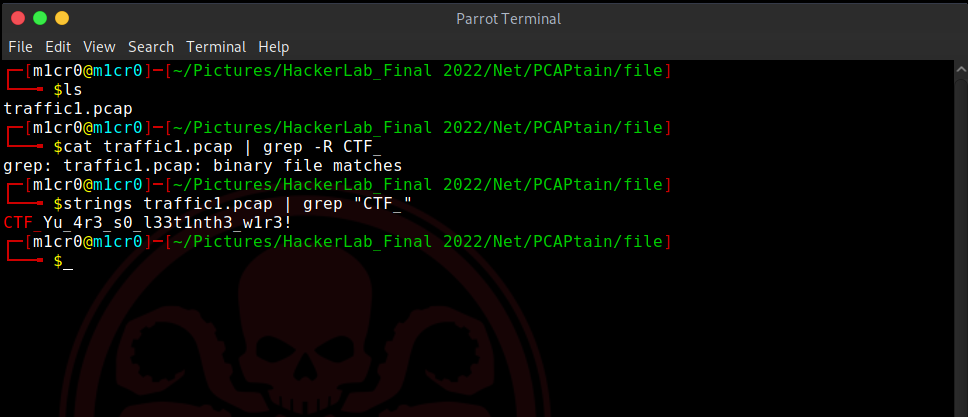 Parrot Terminal
File Edit View Search Terminal Help
┌─[m1cr0@m1cr0]─[~/Pictures/HackerLab_Final 2022/Net/PCAPtain/file]
└──╼ $ls
traffic1.pcap
┌─[m1cr0@m1cr0]─[~/Pictures/HackerLab_Final 2022/Net/PCAPtain/file]
└──╼ $cat traffic1.pcap | grep -R CTF_
grep: traffic1.pcap: binary file matches
┌─[m1cr0@m1cr0]─[~/Pictures/HackerLab_Final 2022/Net/PCAPtain/file]
└──╼ $strings traffic1.pcap | grep "CTF_"
CTF_Yu_4r3_s0_l33t1nth3_w1r3!
┌─[m1cr0@m1cr0]─[~/Pictures/HackerLab_Final 2022/Net/PCAPtain/file]
└──╼ $_